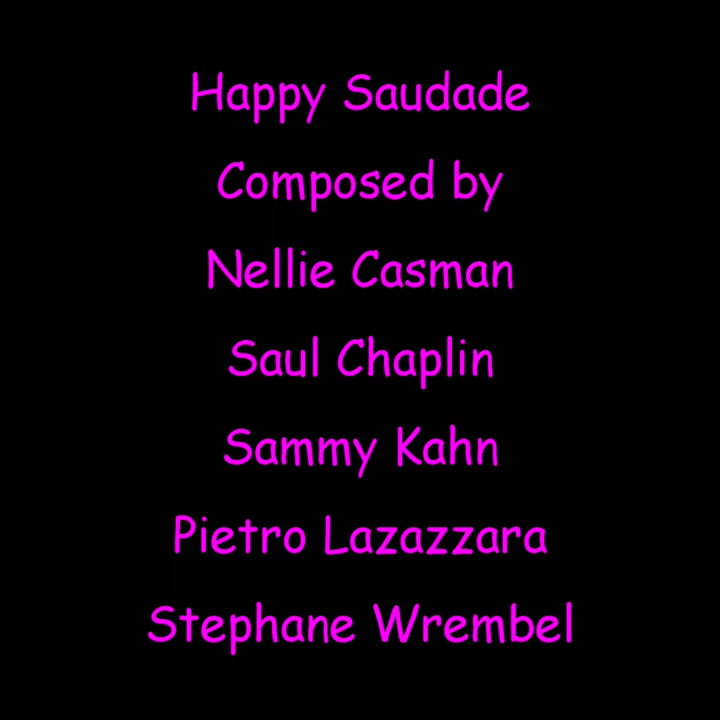 Happy Saudade
Composed by
Nellie Casman
Saul Chaplin
Sammy Kahn
Pietro Lazazzara
Stephane Wrembel